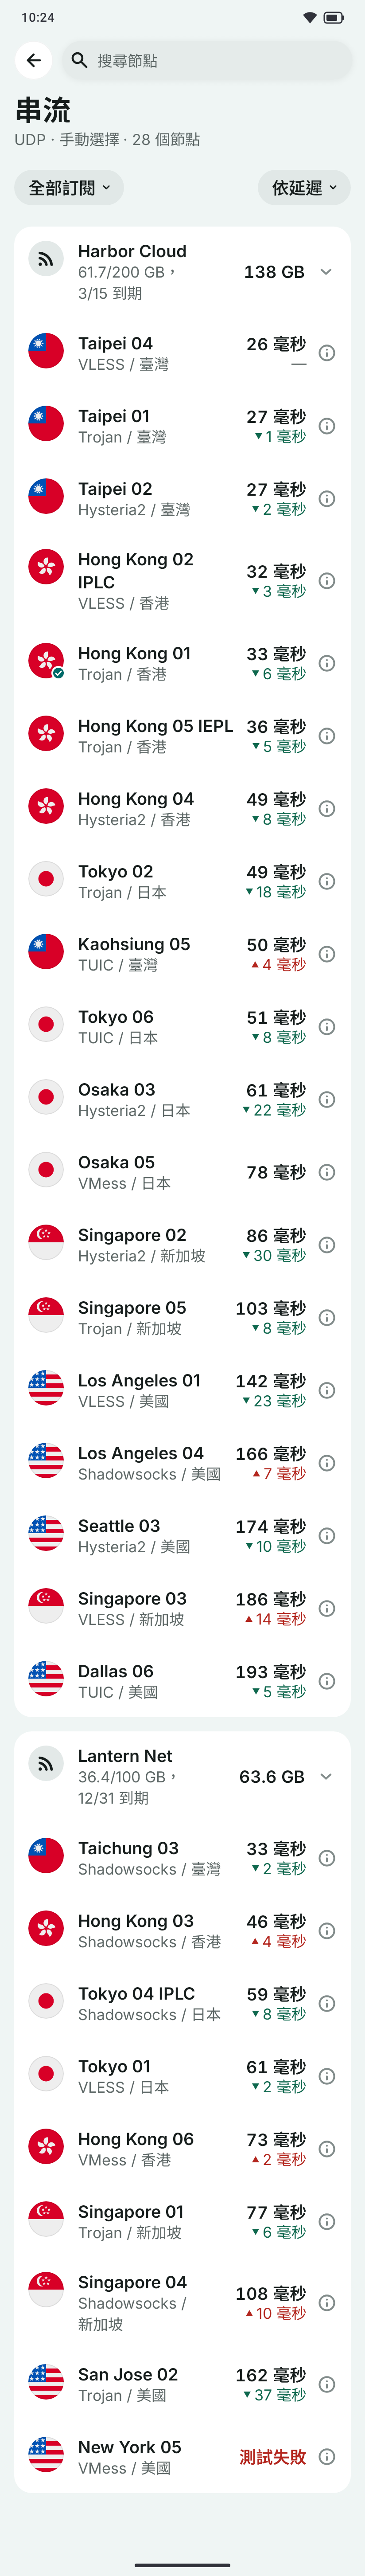 10:24
搜尋節點
串流
UDP · 手動選擇 · 28 個節點
全部訂閱
依延遲
Harbor Cloud
61.7/200 GB，
3/15 到期
138 GB
Taipei 04
VLESS / 臺灣
26 毫秒
—
Taipei 01
Trojan / 臺灣
27 毫秒
▼1 毫秒
Taipei 02
Hysteria2 / 臺灣
27 毫秒
▼2 毫秒
Hong Kong 02
IPLC
VLESS / 香港
32 毫秒
▼3 毫秒
Hong Kong 01
Trojan / 香港
33 毫秒
▼6 毫秒
Hong Kong 05 IEPL
Trojan / 香港
36 毫秒
▼5 毫秒
Hong Kong 04
Hysteria2 / 香港
49 毫秒
▼8 毫秒
Tokyo 02
Trojan / 日本
49 毫秒
▼18 毫秒
Kaohsiung 05
TUIC / 臺灣
50 毫秒
▲4 毫秒
Tokyo 06
TUIC / 日本
51 毫秒
▼8 毫秒
Osaka 03
Hysteria2 / 日本
61 毫秒
▼22 毫秒
Osaka 05
VMess / 日本
78 毫秒
Singapore 02
Hysteria2 / 新加坡
86 毫秒
▼30 毫秒
Singapore 05
Trojan / 新加坡
103 毫秒
▼8 毫秒
Los Angeles 01
VLESS / 美國
142 毫秒
▼23 毫秒
Los Angeles 04
Shadowsocks / 美國
166 毫秒
▲7 毫秒
Seattle 03
Hysteria2 / 美國
174 毫秒
▼10 毫秒
Singapore 03
VLESS / 新加坡
186 毫秒
▲14 毫秒
Dallas 06
TUIC / 美國
193 毫秒
▼5 毫秒
Lantern Net
36.4/100 GB，
12/31 到期
63.6 GB
Taichung 03
Shadowsocks / 臺灣
33 毫秒
▼2 毫秒
Hong Kong 03
Shadowsocks / 香港
46 毫秒
▲4 毫秒
Tokyo 04 IPLC
Shadowsocks / 日本
59 毫秒
▼8 毫秒
Tokyo 01
VLESS / 日本
61 毫秒
▼2 毫秒
Hong Kong 06
VMess / 香港
73 毫秒
▲2 毫秒
Singapore 01
Trojan / 新加坡
77 毫秒
▼6 毫秒
Singapore 04
Shadowsocks /
新加坡
108 毫秒
▲10 毫秒
San Jose 02
Trojan / 美國
162 毫秒
▼37 毫秒
New York 05
VMess / 美國
測試失敗